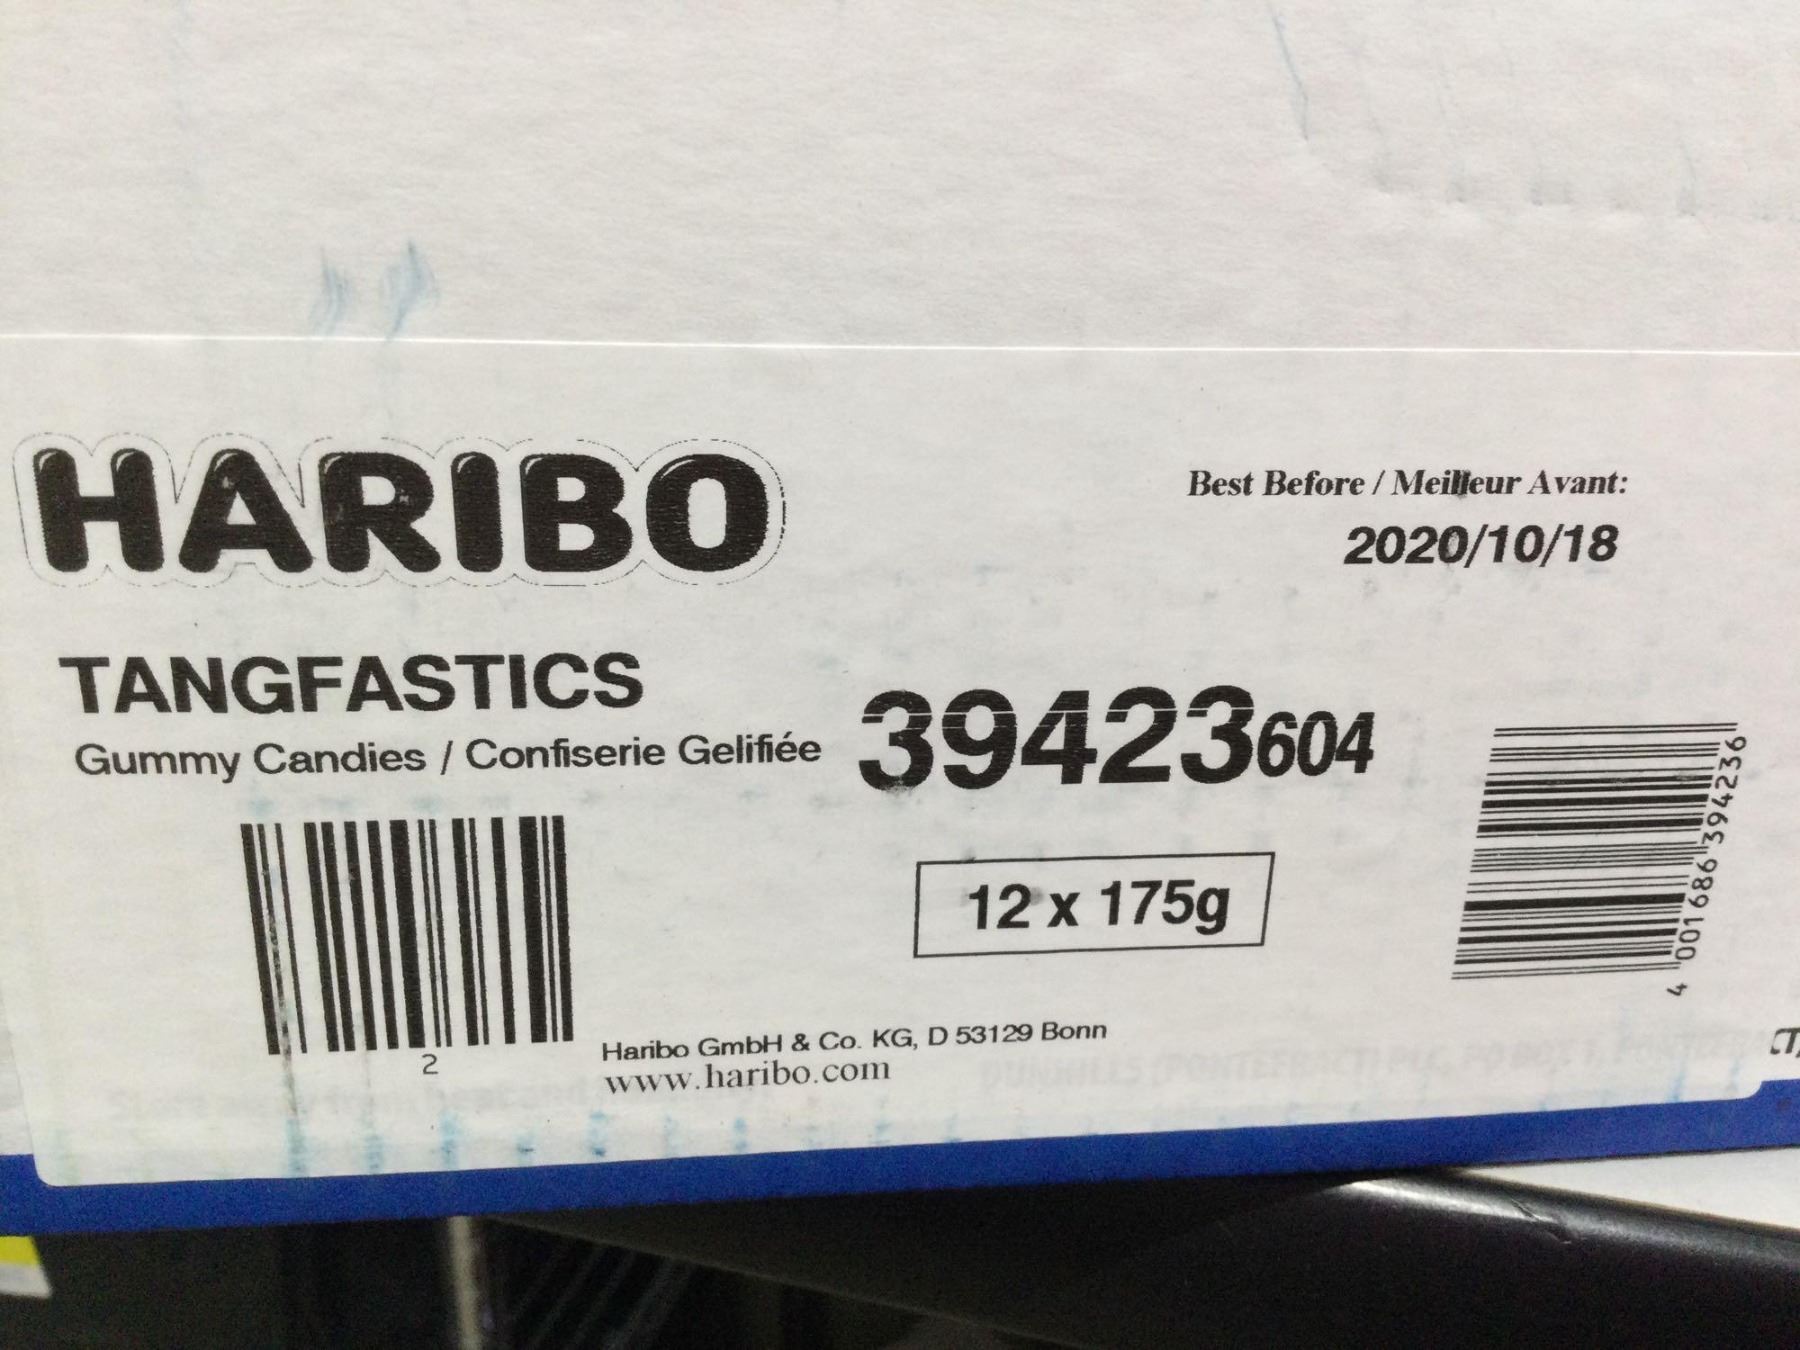 HARIBO
Best Before / Meilleur Avant:
2020/10/18
TANGFASTICS
Gummy Candies / Confiserie Gelifiée
39423604
12 x 175g
2
4 001686 394236
Haribo GmbH & Co. KG, D 53129 Bonn
www.haribo.com